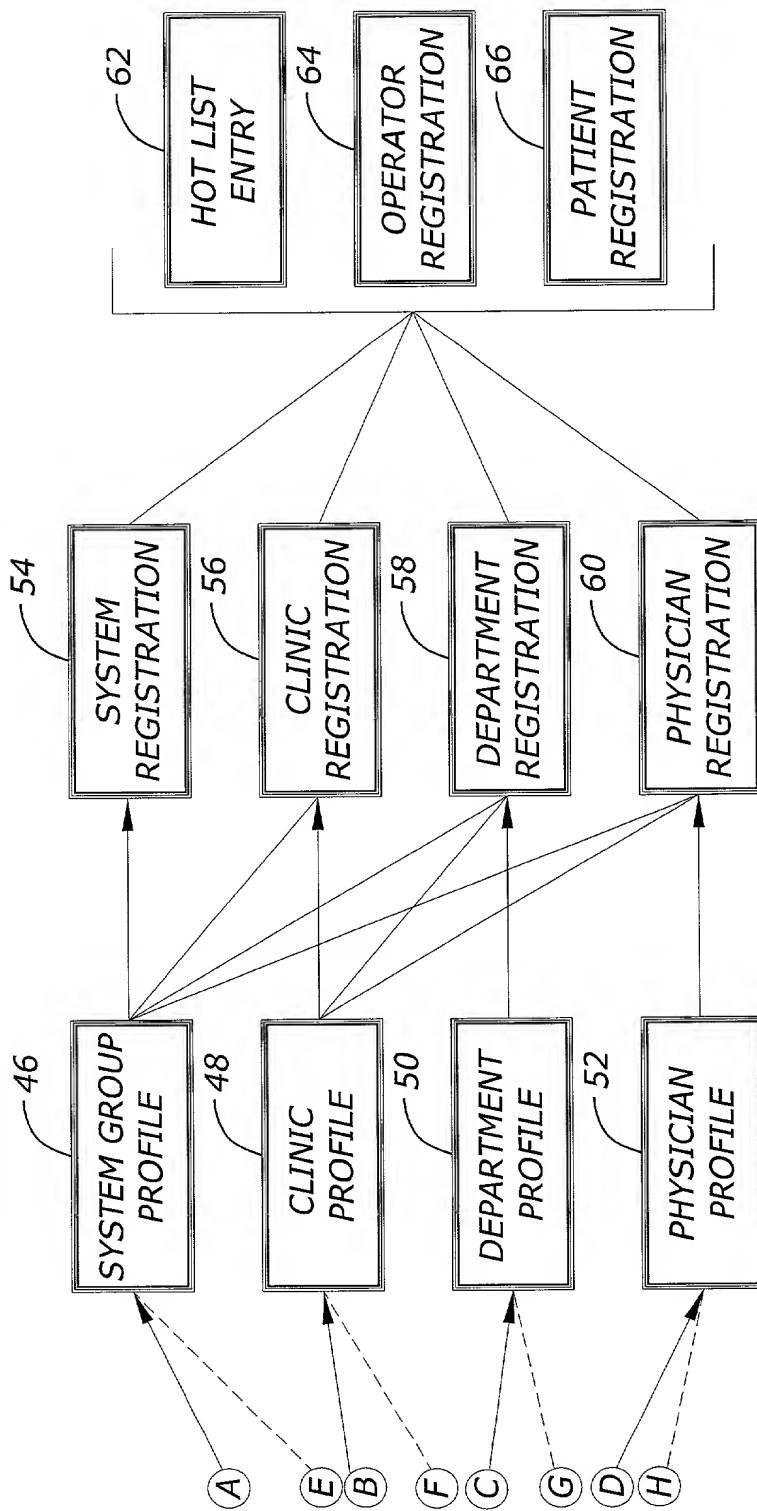 A
E
B
F
C
G
D
H
46
SYSTEM GROUP
PROFILE
48
CLINIC
PROFILE
50
DEPARTMENT
PROFILE
52
PHYSICIAN
PROFILE
54
SYSTEM
REGISTRATION
56
CLINIC
REGISTRATION
58
DEPARTMENT
REGISTRATION
60
PHYSICIAN
REGISTRATION
62
HOT LIST
ENTRY
64
OPERATOR
REGISTRATION
66
PATIENT
REGISTRATION